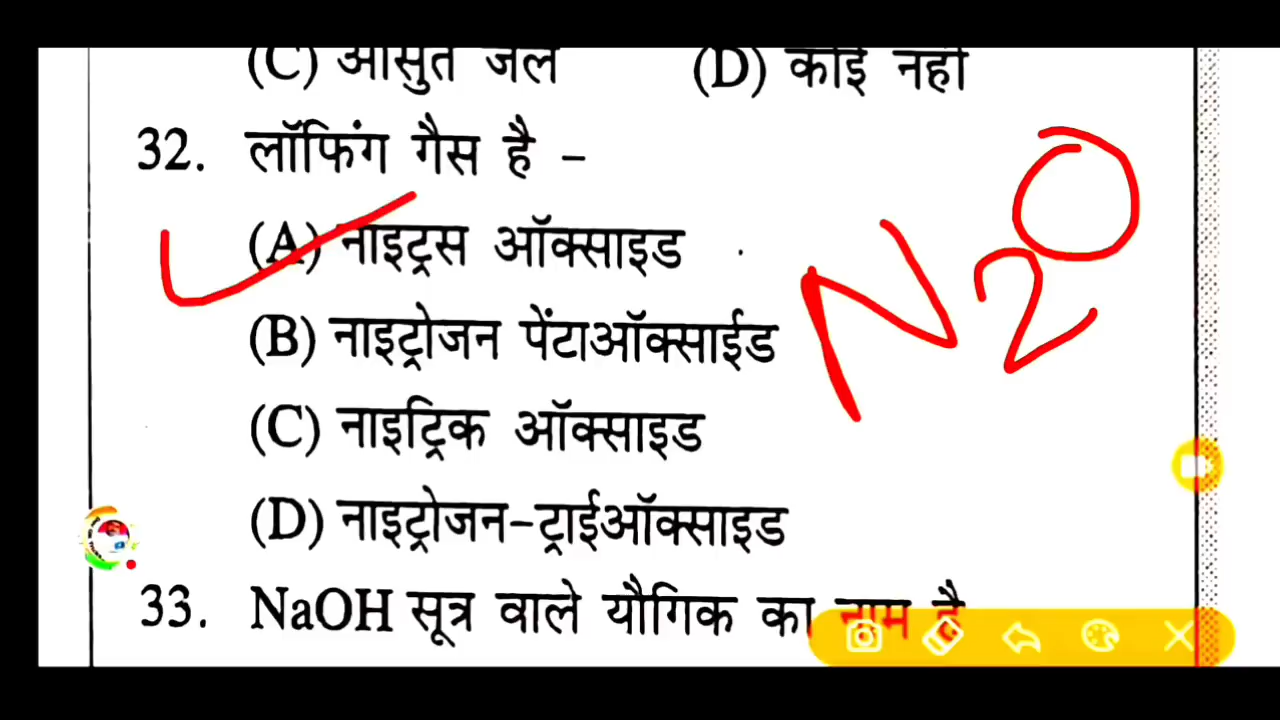 (C) आसुत जल (D) कोई नहीं
32. लॉफिंग गैस है –
(A) नाइट्रस ऑक्साइड
N2O
(B) नाइट्रोजन पेंटाऑक्साईड
(C) नाइट्रिक ऑक्साइड
(D) नाइट्रोजन-ट्राईऑक्साइड
33. NaOH सूत्र वाले यौगिक का नाम है